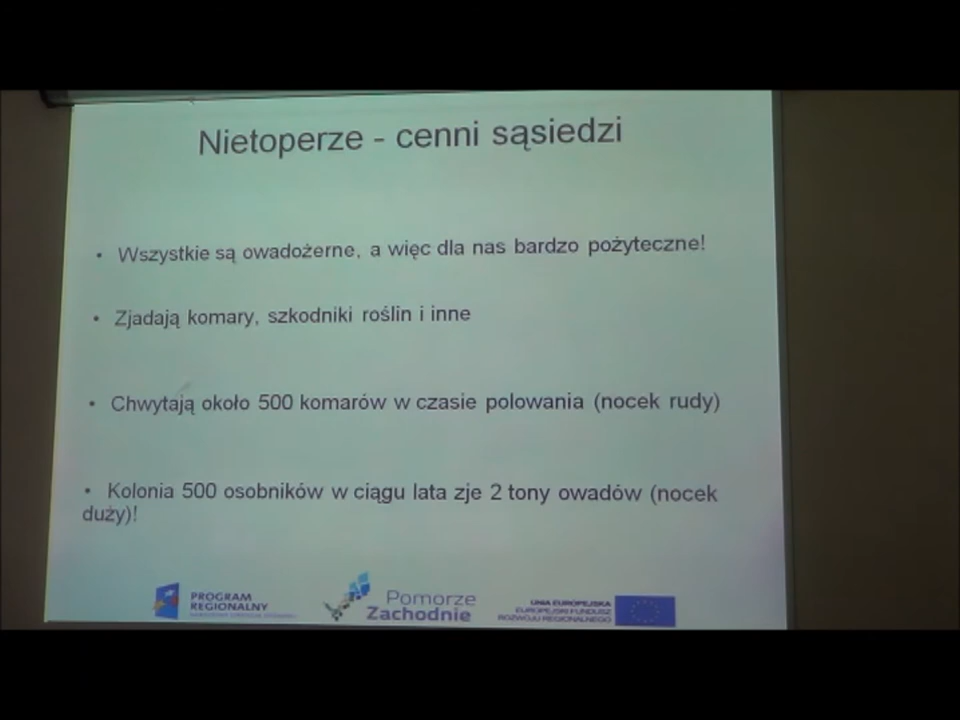 Nietoperze - cenni sąsiedzi
• Wszystkie są owadożerne, a więc dla nas bardzo pożyteczne!
• Zjadają komary, szkodniki roślin i inne
• Chwytają około 500 komarów w czasie polowania (nocek rudy)
• Kolonia 500 osobników w ciągu lata zje 2 tony owadów (nocek
duży)!
PROGRAM
REGIONALNY
Pomorze
Zachodnie
UNIA EUROPEJSKA
EUROPEJSKI FUNDUSZ
ROZWOJU REGIONALNEGO